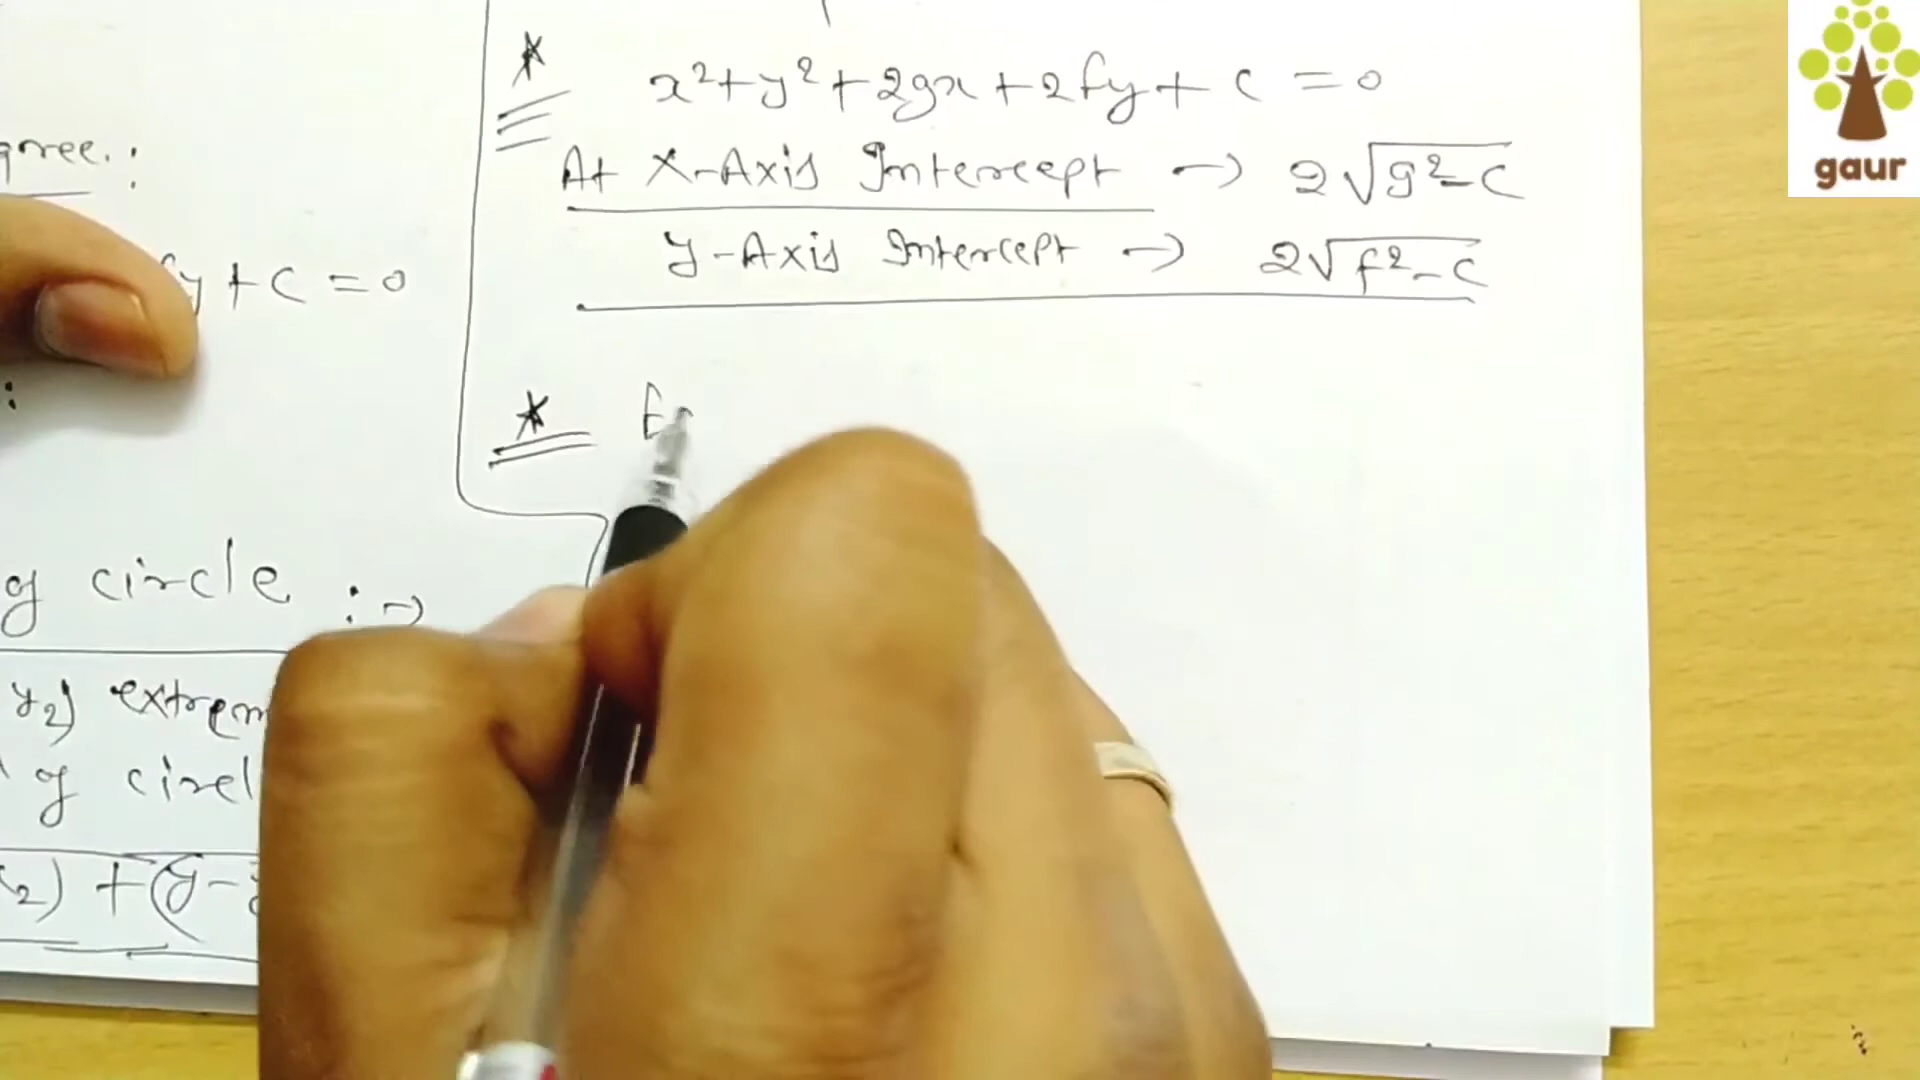 gree. :
y + c = 0
:
of circle :→
y₂) extrem
of circl
x₂) + (y -
* x² + y² + 2gx + 2fy + c = 0
At X-Axis Intercept → 2√g²-c
y-Axis Intercept → 2√f²-c
* E
gaur